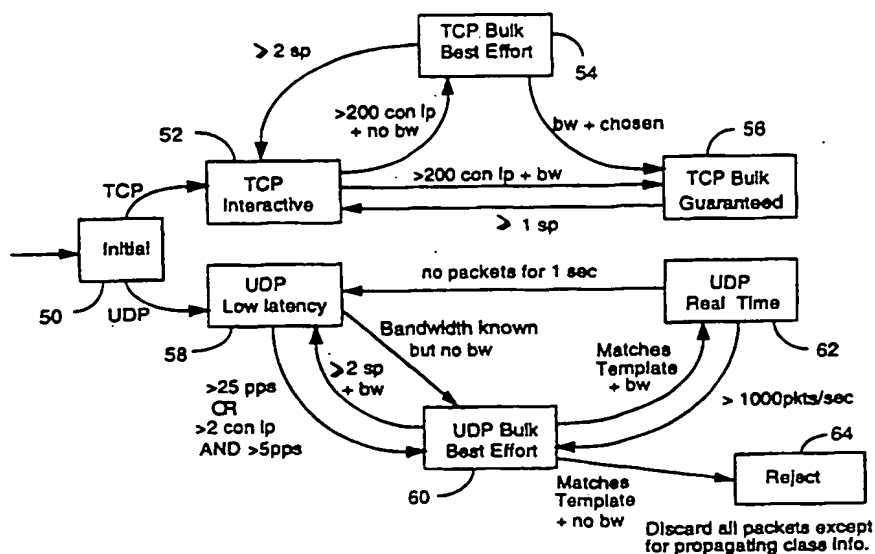 TCP Bulk
Best Effort
54
⩾ 2 sp
>200 con lp
+ no bw
bw + chosen
52
56
TCP
TCP
Interactive
>200 con lp + bw
TCP Bulk
Guaranteed
⩾ 1 sp
Initial
50
UDP
UDP
Low latency
58
no packets for 1 sec
UDP
Real Time
62
Bandwidth known
but no bw
⩾2 sp
+ bw
Matches
Template
+ bw
>25 pps
OR
>2 con lp
AND >5pps
> 1000pkts/sec
UDP Bulk
Best Effort
60
64
Reject
Matches
Template
+ no bw
Discard all packets except
for propagating class info.